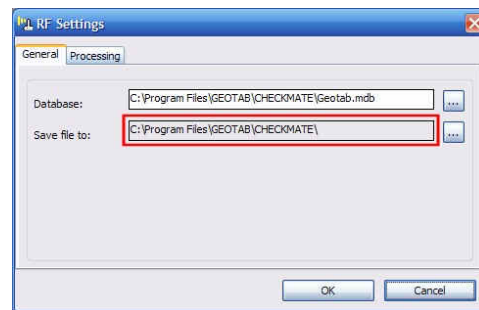 RF Settings
General Processing
Database: C:\Program Files\GEOTAB\CHECKMATE\Geotab.mdb ...
Save file to: C:\Program Files\GEOTAB\CHECKMATE\ ...
OK Cancel